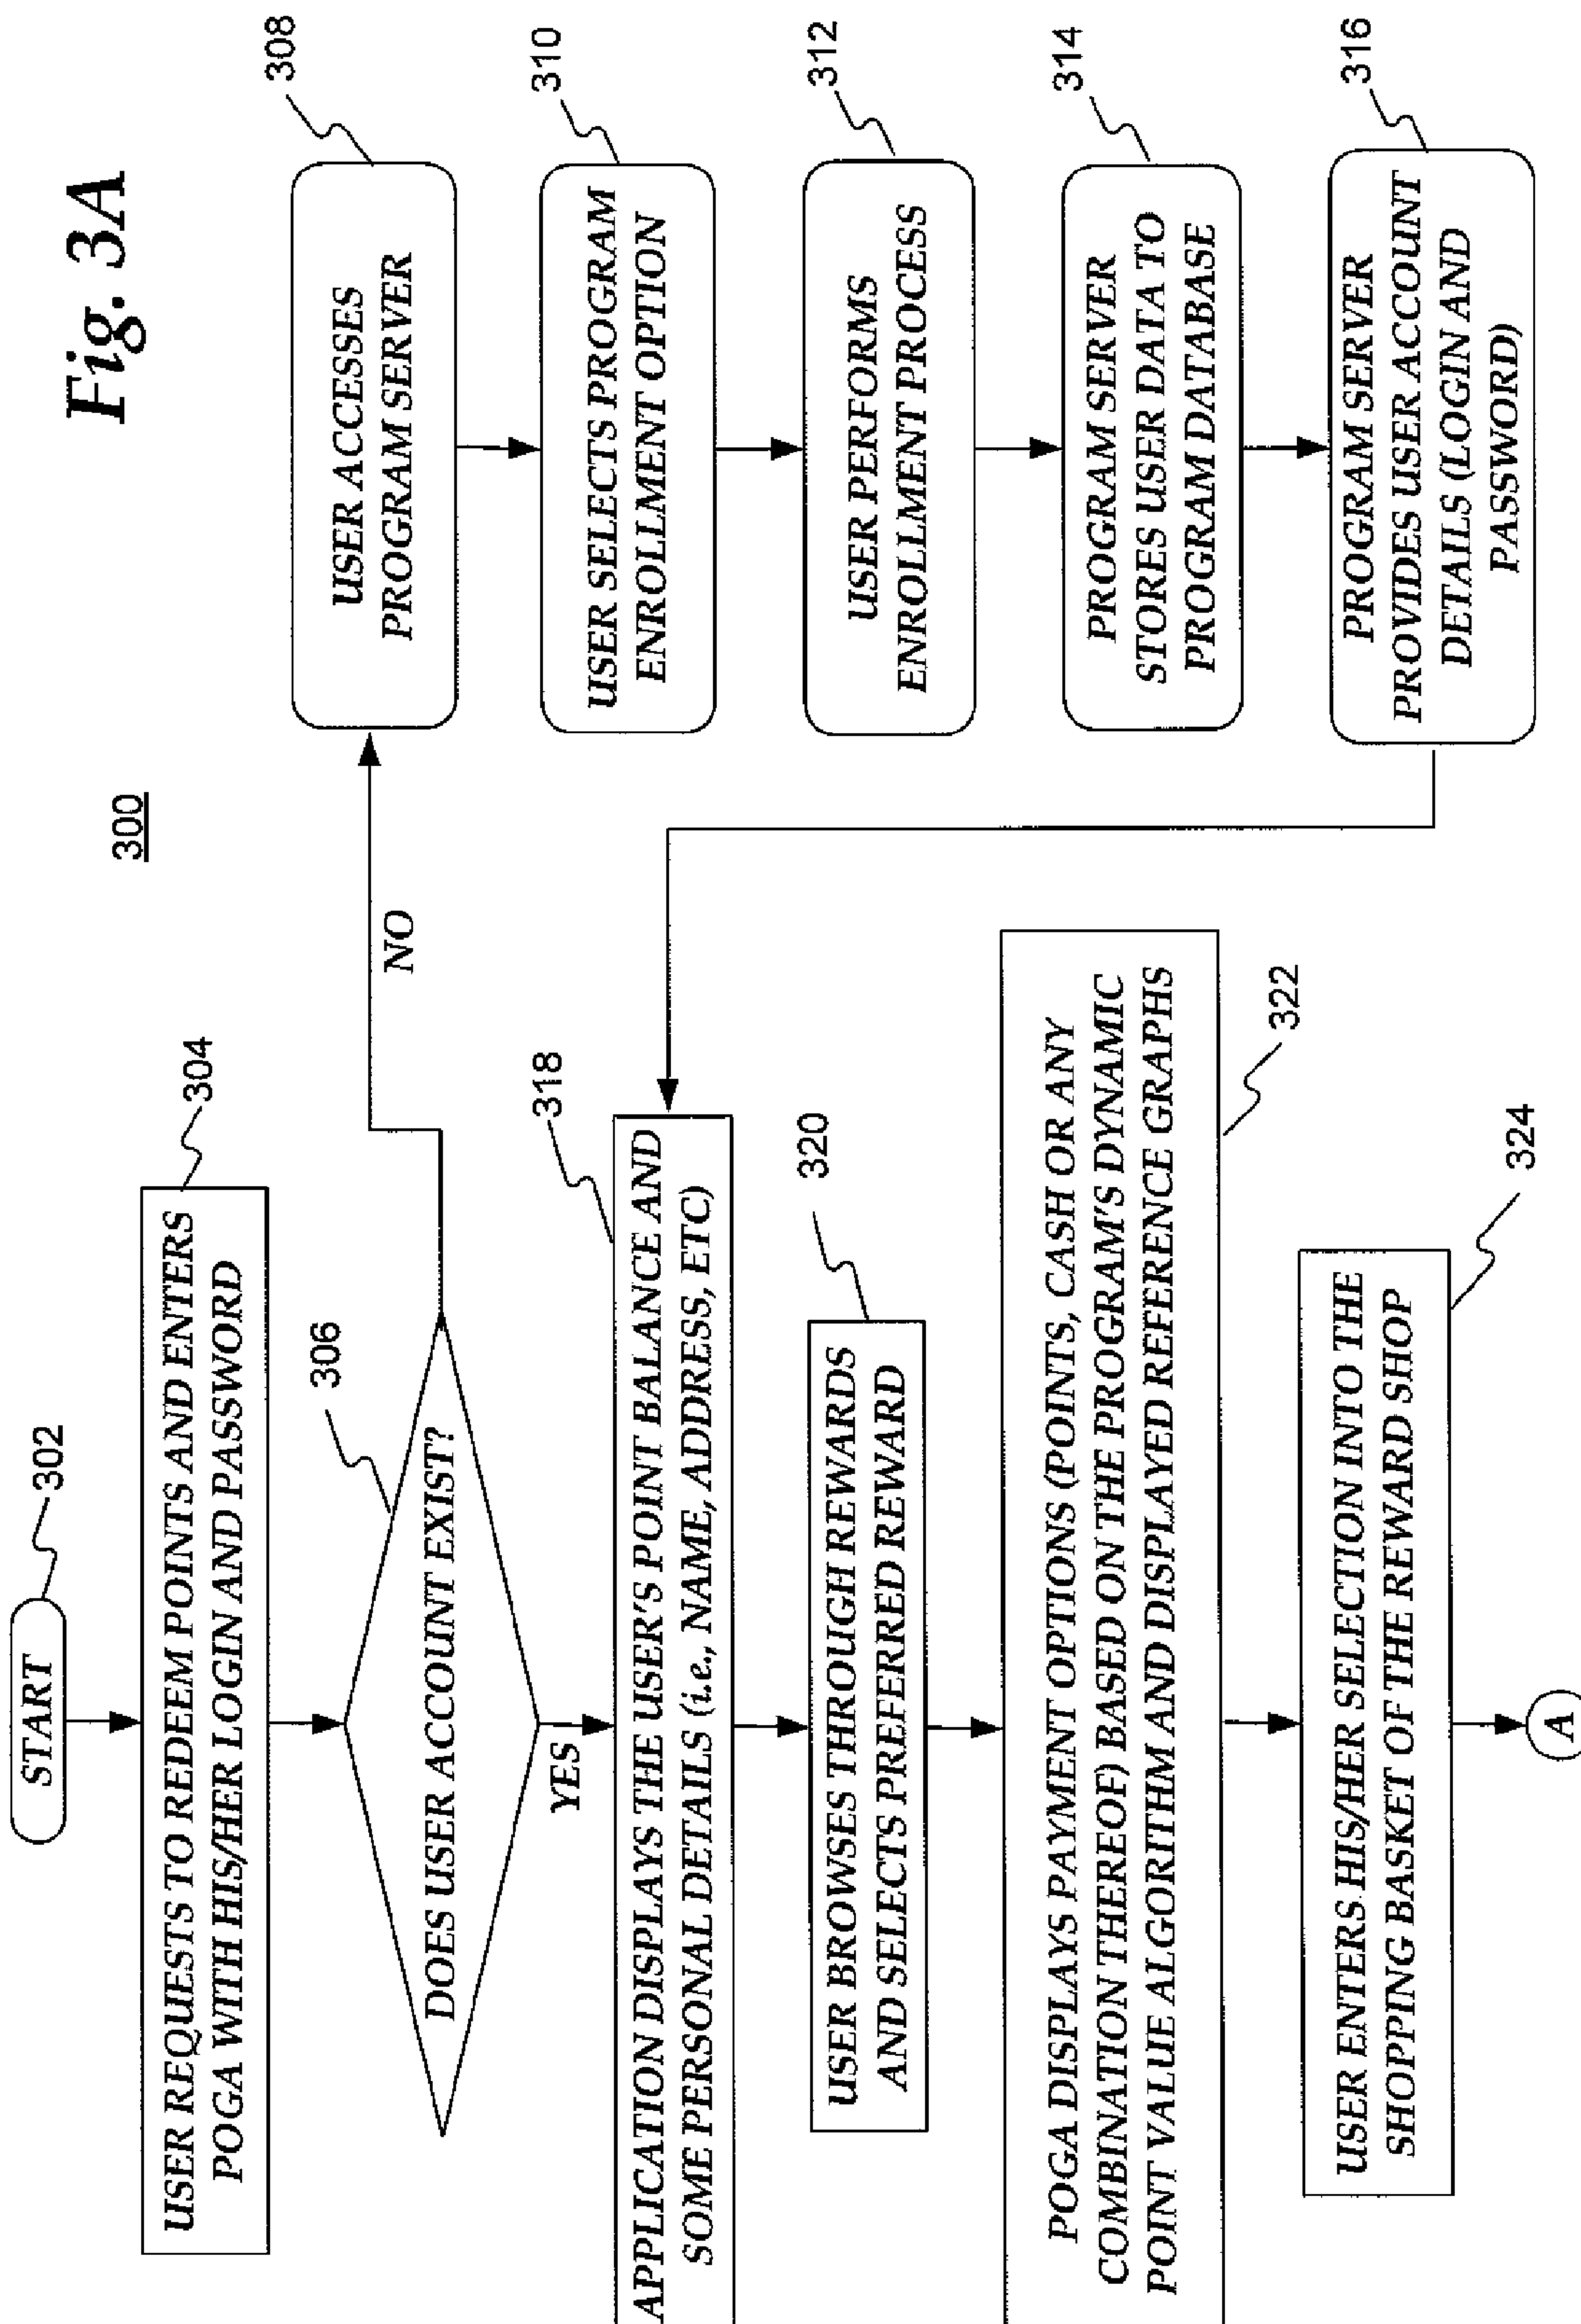 Fig. 3A
300
START
302
USER REQUESTS TO REDEEM POINTS AND ENTERS
POGA WITH HIS/HER LOGIN AND PASSWORD
304
DOES USER ACCOUNT EXIST?
306
NO
YES
USER ACCESSES
PROGRAM SERVER
308
USER SELECTS PROGRAM
ENROLLMENT OPTION
310
USER PERFORMS
ENROLLMENT PROCESS
312
PROGRAM SERVER
STORES USER DATA TO
PROGRAM DATABASE
314
PROGRAM SERVER
PROVIDES USER ACCOUNT
DETAILS (LOGIN AND
PASSWORD)
316
APPLICATION DISPLAYS THE USER'S POINT BALANCE AND
SOME PERSONAL DETAILS (i.e., NAME, ADDRESS, ETC)
318
USER BROWSES THROUGH REWARDS
AND SELECTS PREFERRED REWARD
320
POGA DISPLAYS PAYMENT OPTIONS (POINTS, CASH OR ANY
COMBINATION THEREOF) BASED ON THE PROGRAM'S DYNAMIC
POINT VALUE ALGORITHM AND DISPLAYED REFERENCE GRAPHS
322
USER ENTERS HIS/HER SELECTION INTO THE
SHOPPING BASKET OF THE REWARD SHOP
324
A